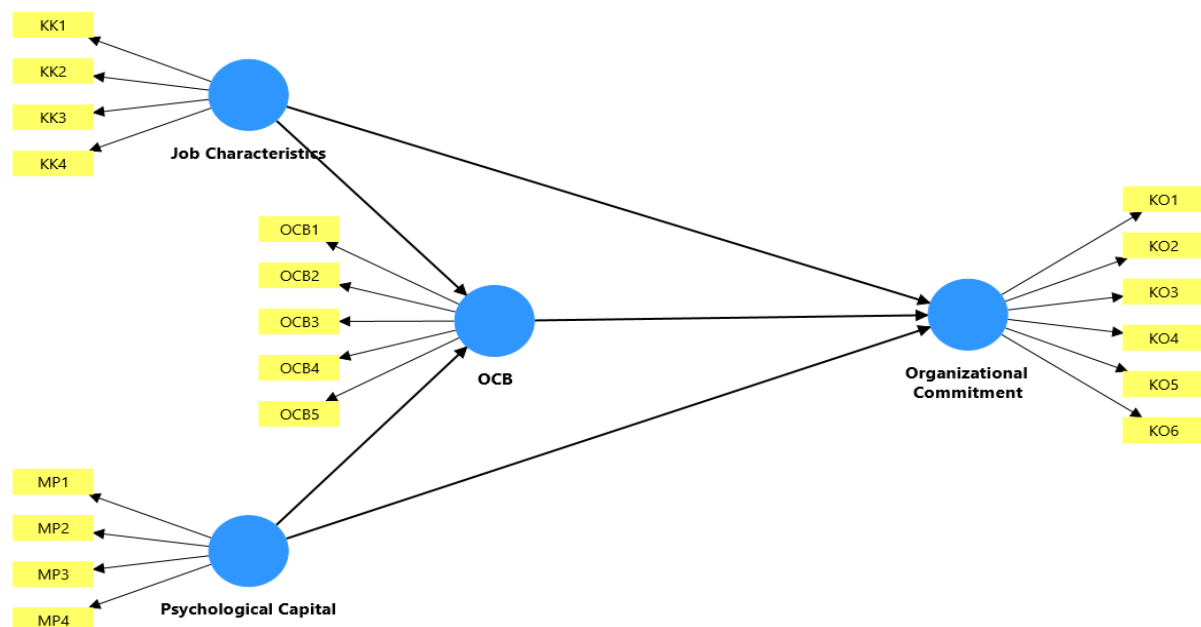 KK1
KK2
KK3
KK4
Job Characteristics
OCB1
OCB2
OCB3
OCB4
OCB5
OCB
KO1
KO2
KO3
KO4
KO5
KO6
Organizational
Commitment
MP1
MP2
MP3
MP4
Psychological Capital